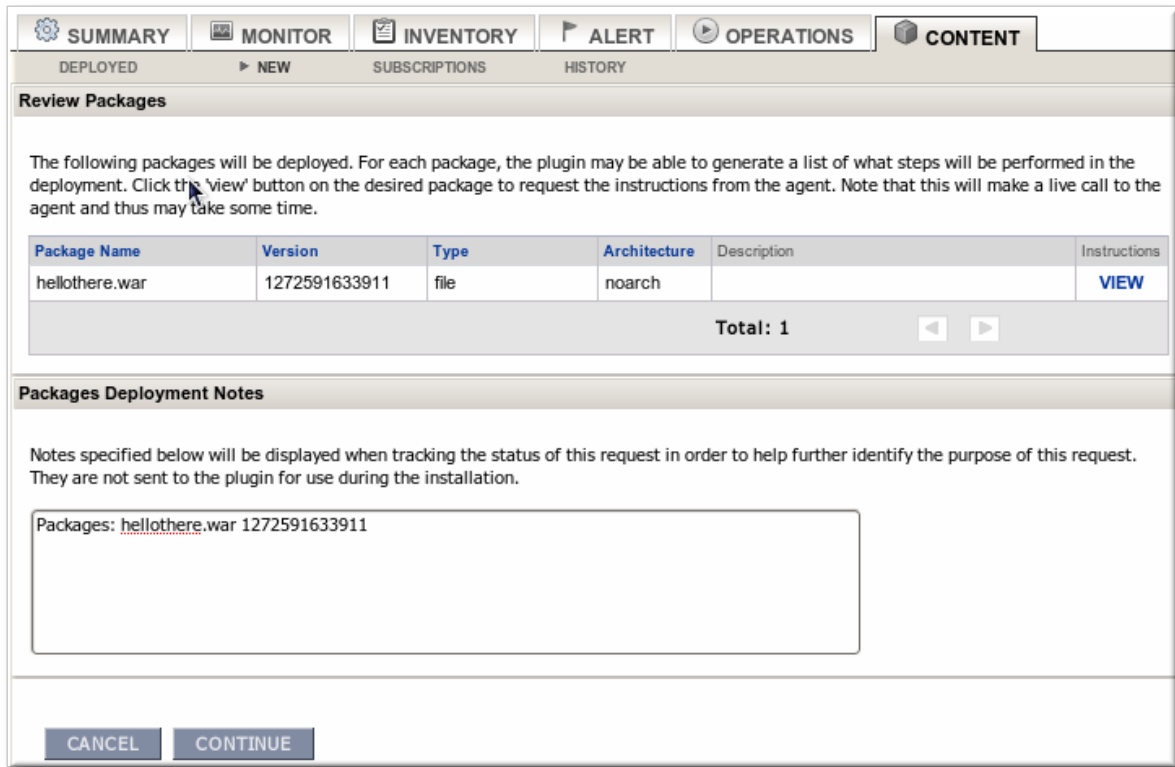 SUMMARY MONITOR INVENTORY ALERT OPERATIONS CONTENT
DEPLOYED NEW SUBSCRIPTIONS HISTORY
Review Packages
The following packages will be deployed. For each package, the plugin may be able to generate a list of what steps will be performed in the
deployment. Click the 'view' button on the desired package to request the instructions from the agent. Note that this will make a live call to the
agent and thus may take some time.
Package Name Version Type Architecture Description Instructions
hellothere.war 1272591633911 file noarch VIEW
Total: 1
Packages Deployment Notes
Notes specified below will be displayed when tracking the status of this request in order to help further identify the purpose of this request.
They are not sent to the plugin for use during the installation.
Packages: hellothere.war 1272591633911
CANCEL CONTINUE